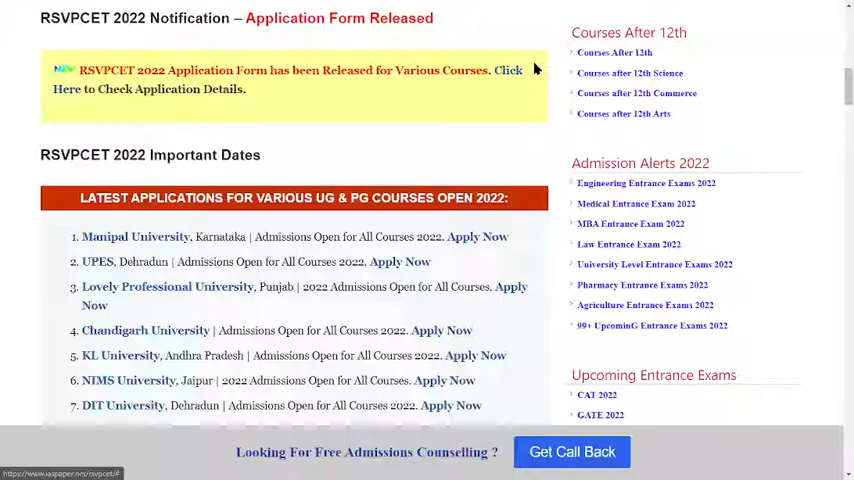 RSVPCET 2022 Notification – Application Form Released
NEW RSVPCET 2022 Application Form has been Released for Various Courses. Click
Here to Check Application Details.
RSVPCET 2022 Important Dates
LATEST APPLICATIONS FOR VARIOUS UG & PG COURSES OPEN 2022:
1. Manipal University, Karnataka | Admissions Open for All Courses 2022. Apply Now
2. UPES, Dehradun | Admissions Open for All Courses 2022. Apply Now
3. Lovely Professional University, Punjab | 2022 Admissions Open for All Courses. Apply
Now
4. Chandigarh University | Admissions Open for All Courses 2022. Apply Now
5. KL University, Andhra Pradesh | Admissions Open for All Courses 2022. Apply Now
6. NIMS University, Jaipur | 2022 Admissions Open for All Courses. Apply Now
7. DIT University, Dehradun | Admissions Open for All Courses 2022. Apply Now
Courses After 12th
Courses After 12th
Courses after 12th Science
Courses after 12th Commerce
Courses after 12th Arts
Admission Alerts 2022
Engineering Entrance Exams 2022
Medical Entrance Exam 2022
MBA Entrance Exam 2022
Law Entrance Exam 2022
University Level Entrance Exams 2022
Pharmacy Entrance Exams 2022
Agriculture Entrance Exams 2022
99+ UpcominG Entrance Exams 2022
Upcoming Entrance Exams
CAT 2022
GATE 2022
Looking For Free Admissions Counselling ?
Get Call Back
https://www.iaspaper.net/rsvpcet/#